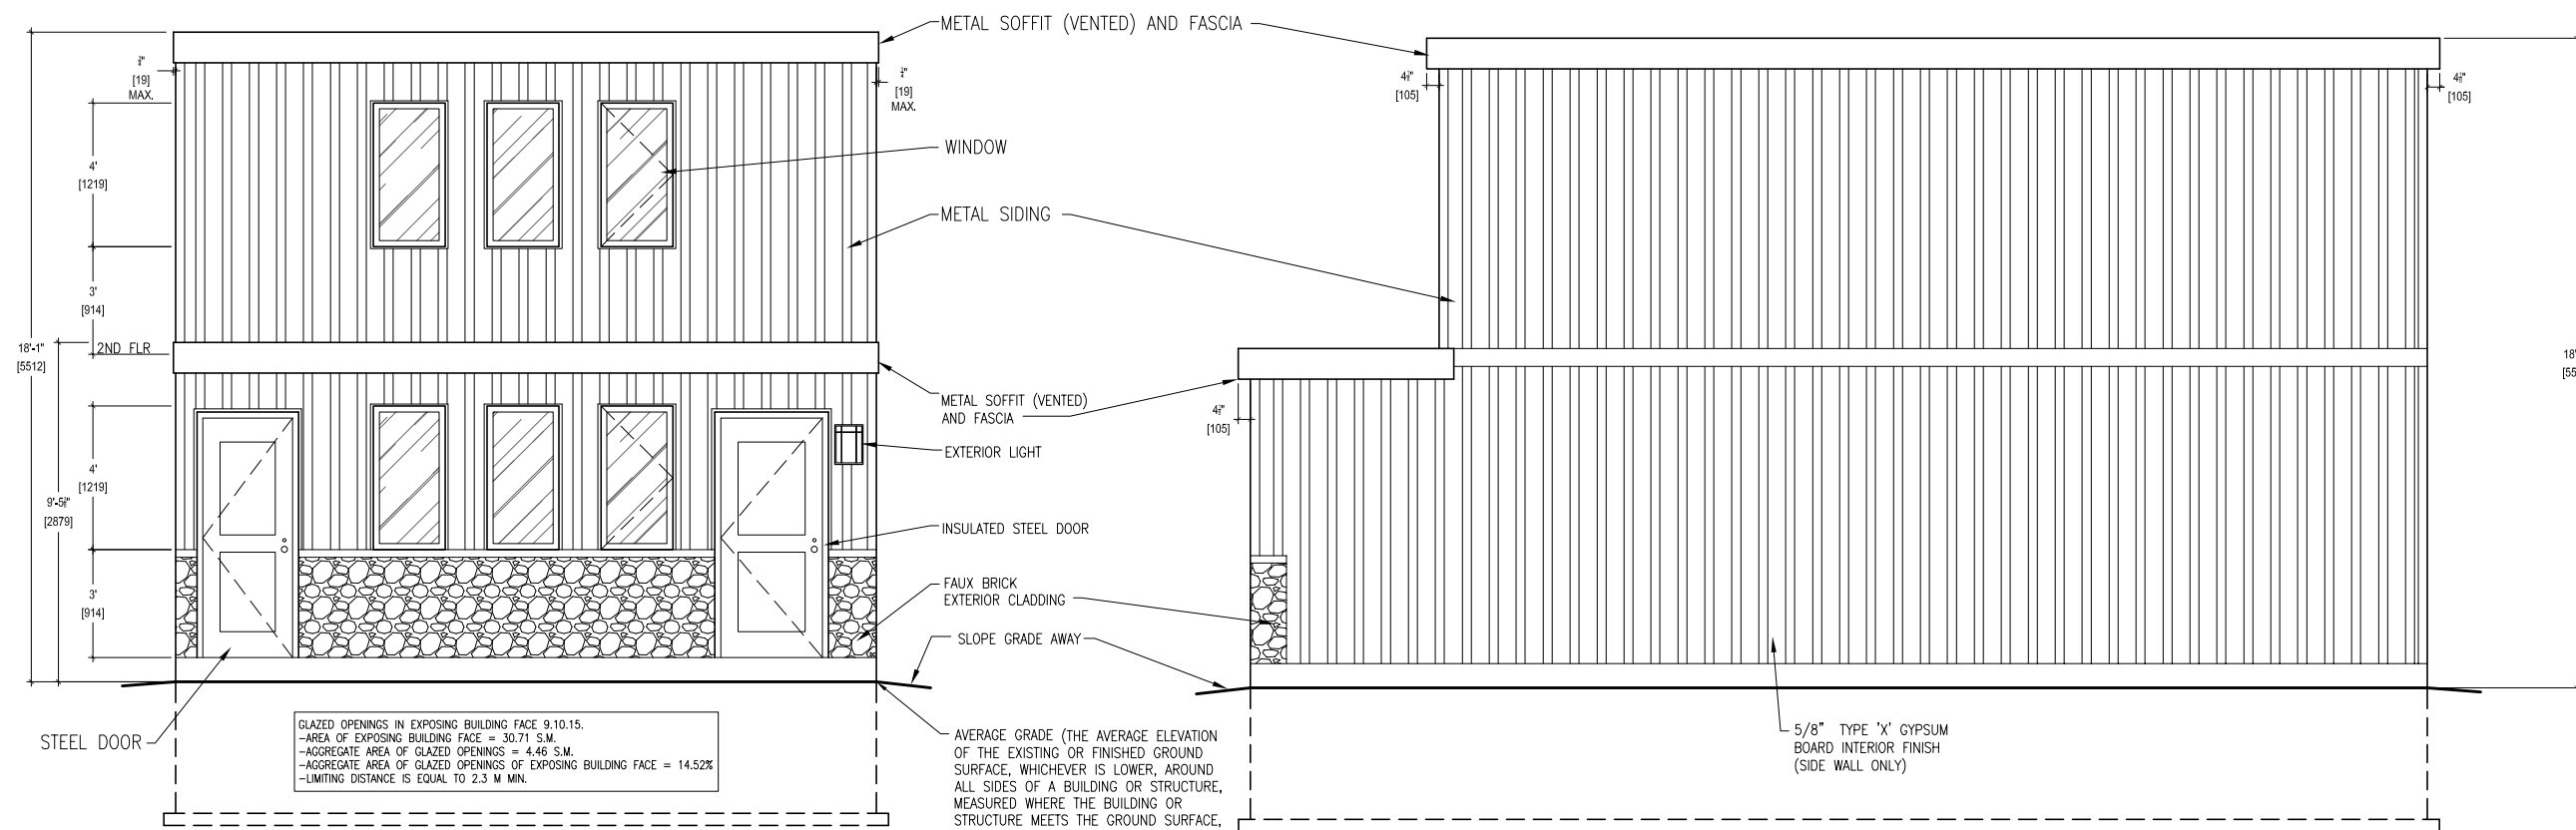 METAL SOFFIT (VENTED) AND FASCIA
[19]
MAX.
[19]
MAX.
[105]
[105]
4'
[1219]
WINDOW
METAL SIDING
3'
[914]
2ND FLR
18'-1"
[5512]
METAL SOFFIT (VENTED)
AND FASCIA
[105]
EXTERIOR LIGHT
4'
[1219]
[2879]
INSULATED STEEL DOOR
FAUX BRICK
EXTERIOR CLADDING
3'
[914]
SLOPE GRADE AWAY
STEEL DOOR
GLAZED OPENINGS IN EXPOSING BUILDING FACE 9.10.15.
-AREA OF EXPOSING BUILDING FACE = 30.71 S.M.
-AGGREGATE AREA OF GLAZED OPENINGS = 4.46 S.M.
-AGGREGATE AREA OF GLAZED OPENINGS OF EXPOSING BUILDING FACE = 14.52%
-LIMITING DISTANCE IS EQUAL TO 2.3 M MIN.
AVERAGE GRADE (THE AVERAGE ELEVATION
OF THE EXISTING OR FINISHED GROUND
SURFACE, WHICHEVER IS LOWER, AROUND
ALL SIDES OF A BUILDING OR STRUCTURE,
MEASURED WHERE THE BUILDING OR
STRUCTURE MEETS THE GROUND SURFACE,
5/8" TYPE 'X' GYPSUM
BOARD INTERIOR FINISH
(SIDE WALL ONLY)